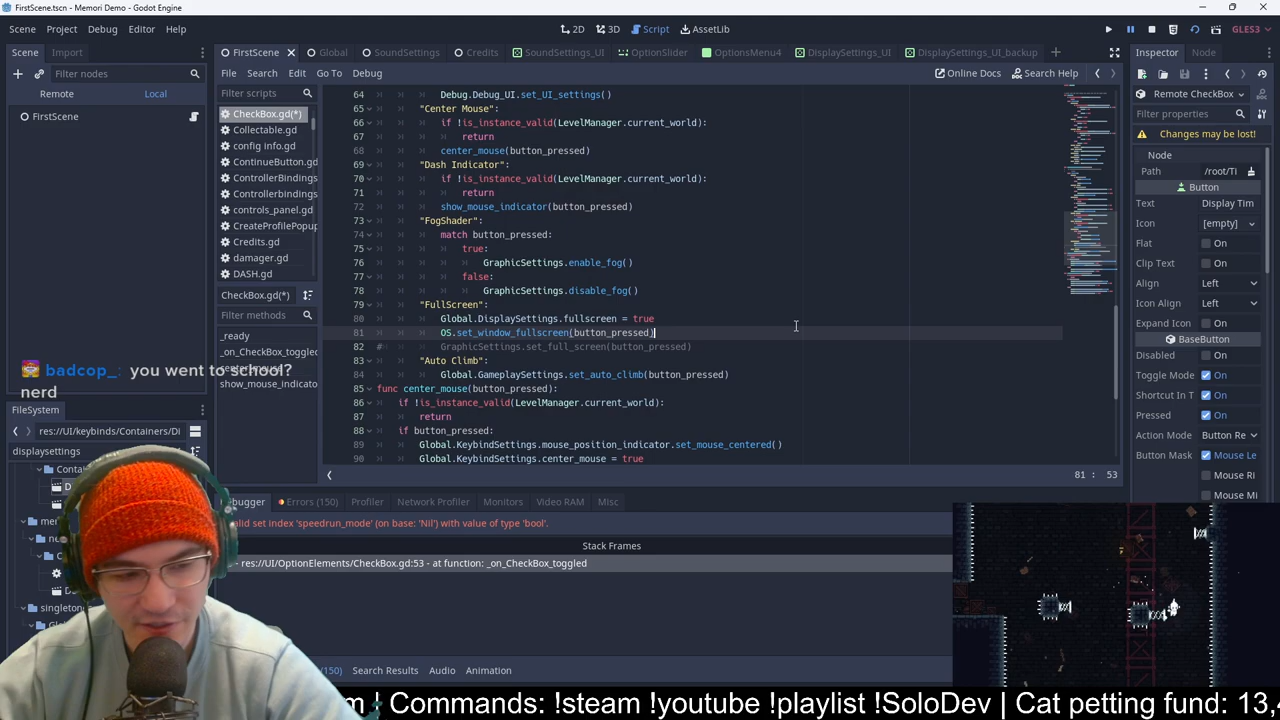 FirstScene.tscn - Memori Demo - Godot Engine
Scene Project Debug Editor Help
2D 3D Script AssetLib
GLES3
Scene Import
FirstScene Global SoundSettings Credits SoundSettings_UI OptionSlider OptionsMenu4 DisplaySettings_UI DisplaySettings_UI_backup
Inspector Node
Filter nodes
File Search Edit Go To Debug
Online Docs Search Help
Remote Local
Filter scripts
Remote CheckBox
FirstScene
CheckBox.gd(*)
Collectable.gd
config info.gd
ContinueButton.gd
Controllerbindings
Controllerbindings
controls_panel.gd
CreateProfilePopup
Credits.gd
damager.gd
DASH.gd
CheckBox.gd(*)
Filter methods
_ready
_on_CheckBox_toggled
show_mouse_indicato
64 Debug.Debug_UI.set_UI_settings()
65 "Center Mouse":
66 if !is_instance_valid(LevelManager.current_world):
67 return
68 center_mouse(button_pressed)
69 "Dash Indicator":
70 if !is_instance_valid(LevelManager.current_world):
71 return
72 show_mouse_indicator(button_pressed)
73 "FogShader":
74 match button_pressed:
75 true:
76 GraphicSettings.enable_fog()
77 false:
78 GraphicSettings.disable_fog()
79 "FullScreen":
80 Global.DisplaySettings.fullscreen = true
81 OS.set_window_fullscreen(button_pressed)
82 # GraphicSettings.set_full_screen(button_pressed)
83 "Auto Climb":
84 Global.GameplaySettings.set_auto_climb(button_pressed)
85 func center_mouse(button_pressed):
86 if !is_instance_valid(LevelManager.current_world):
87 return
88 if button_pressed:
89 Global.KeybindSettings.mouse_position_indicator.set_mouse_centered()
90 Global.KeybindSettings.center_mouse = true
81 : 53
Filter properties
Changes may be lost!
Node
Path /root/Ti
Button
Text Display Tim
Icon [empty]
Flat On
Clip Text On
Align Left
Icon Align Left
Expand Icon On
BaseButton
Disabled On
Toggle Mode On
Shortcut In T On
Pressed On
Action Mode Button Re
Button Mask Mouse Le
Mouse Ri
Mouse Mi
badcop_: you went to school?
nerd
FileSystem
res://UI/keybinds/Containers/DI
displaysettings
Conta
Debugger Errors (150) Profiler Network Profiler Monitors Video RAM Misc
alid set index 'speedrun_mode' (on base: 'Nil') with value of type 'bool'.
Stack Frames
- res://UI/OptionElements/CheckBox.gd:53 - at function: _on_CheckBox_toggled
(150) Search Results Audio Animation
m | Commands: !steam !youtube !playlist !SoloDev | Cat petting fund: 13,